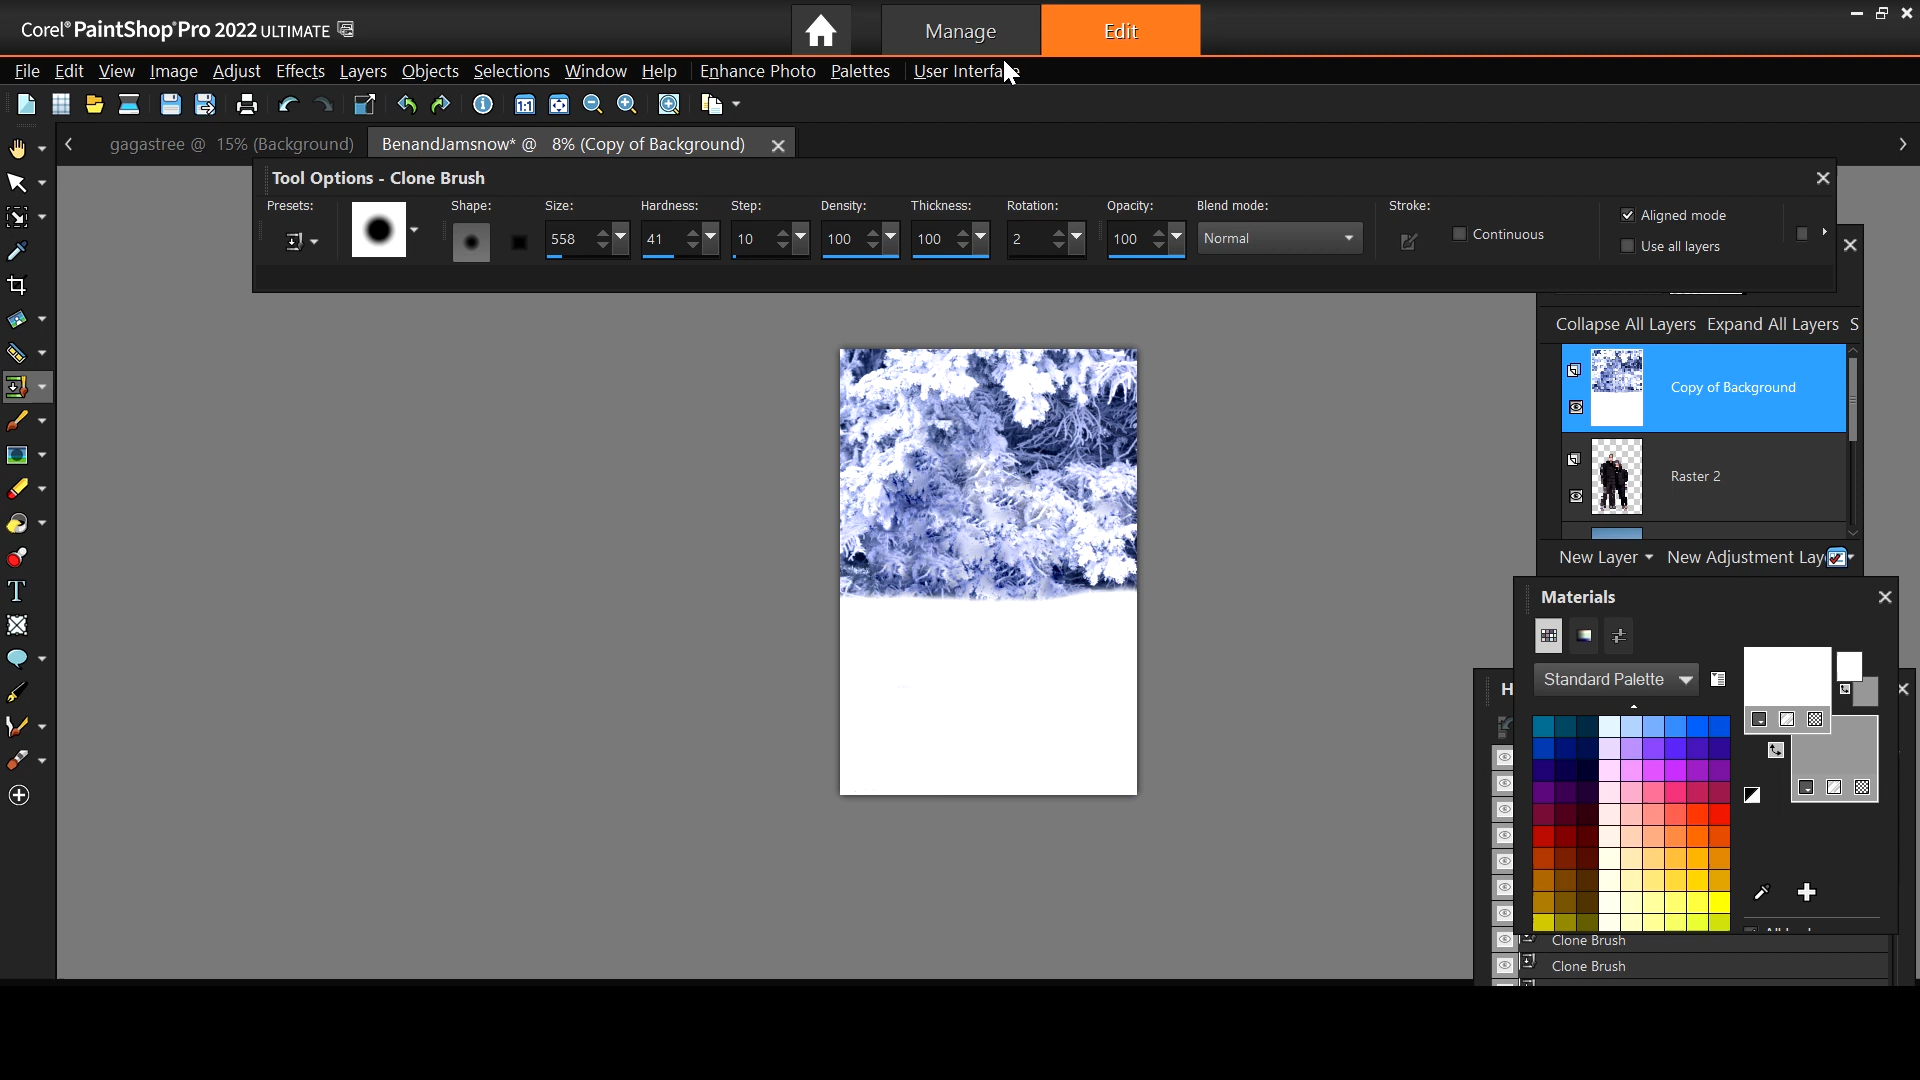 Corel® PaintShop® Pro 2022 ULTIMATE
Manage
Edit
File Edit View Image Adjust Effects Layers Objects Selections Window Help Enhance Photo Palettes User Interface
1:1
gagastree @ 15% (Background)
BenandJamsnow* @ 8% (Copy of Background)
Tool Options - Clone Brush
Presets: Shape: Size: Hardness: Step: Density: Thickness: Rotation: Opacity: Blend mode: Stroke:
558 41 10 100 100 2 100 Normal
Continuous
Aligned mode
Use all layers
Collapse All Layers Expand All Layers S
Copy of Background
Raster 2
New Layer New Adjustment Lay
Materials
H
Standard Palette
Clone Brush
Clone Brush